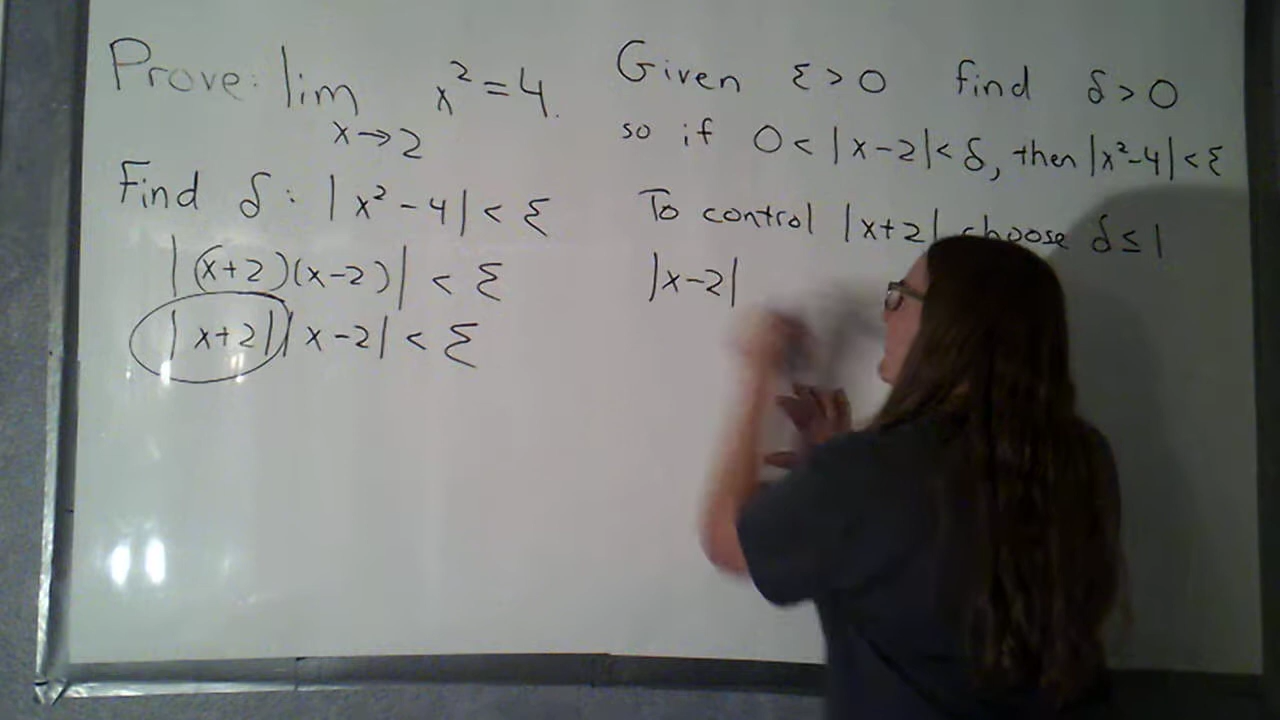 Prove: lim x² = 4.
x→2
Find δ: |x² - 4| < ε
|(x+2)(x-2)| < ε
|x+2||x-2| < ε
Given ε > 0 find δ > 0
so if 0 < |x-2| < δ, then |x²-4| < ε
To control |x+2| choose δ ≤ 1
|x-2|